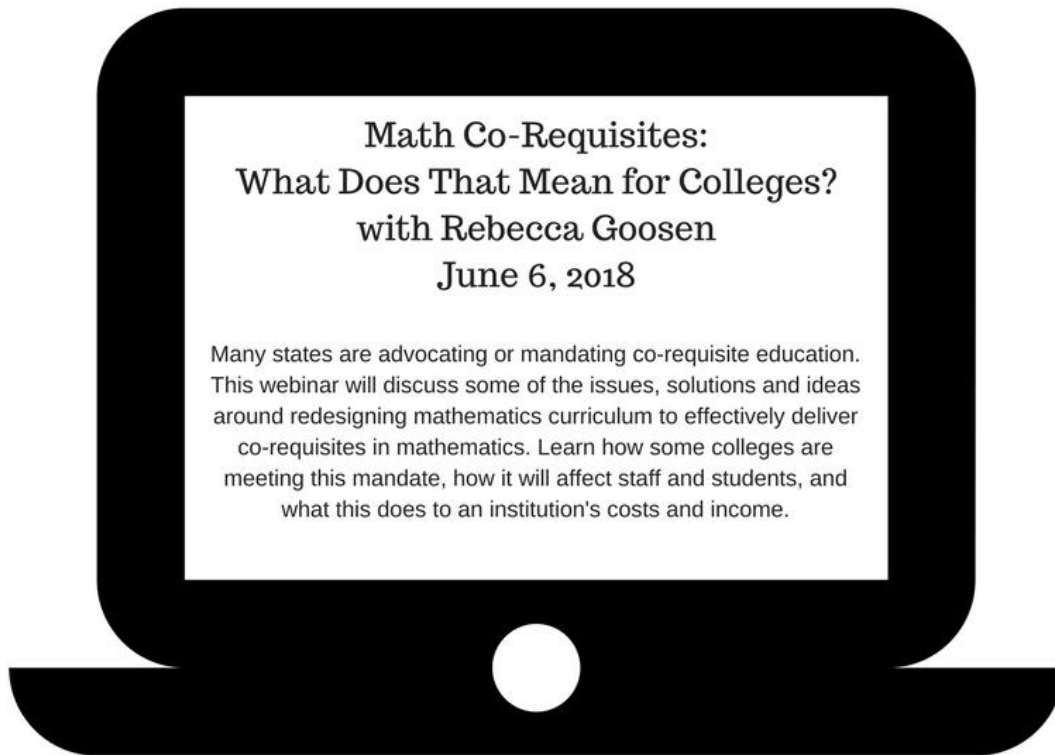 Math Co-Requisites:
What Does That Mean for Colleges?
with Rebecca Goosen
June 6, 2018
Many states are advocating or mandating co-requisite education.
This webinar will discuss some of the issues, solutions and ideas
around redesigning mathematics curriculum to effectively deliver
co-requisites in mathematics. Learn how some colleges are
meeting this mandate, how it will affect staff and students, and
what this does to an institution's costs and income.